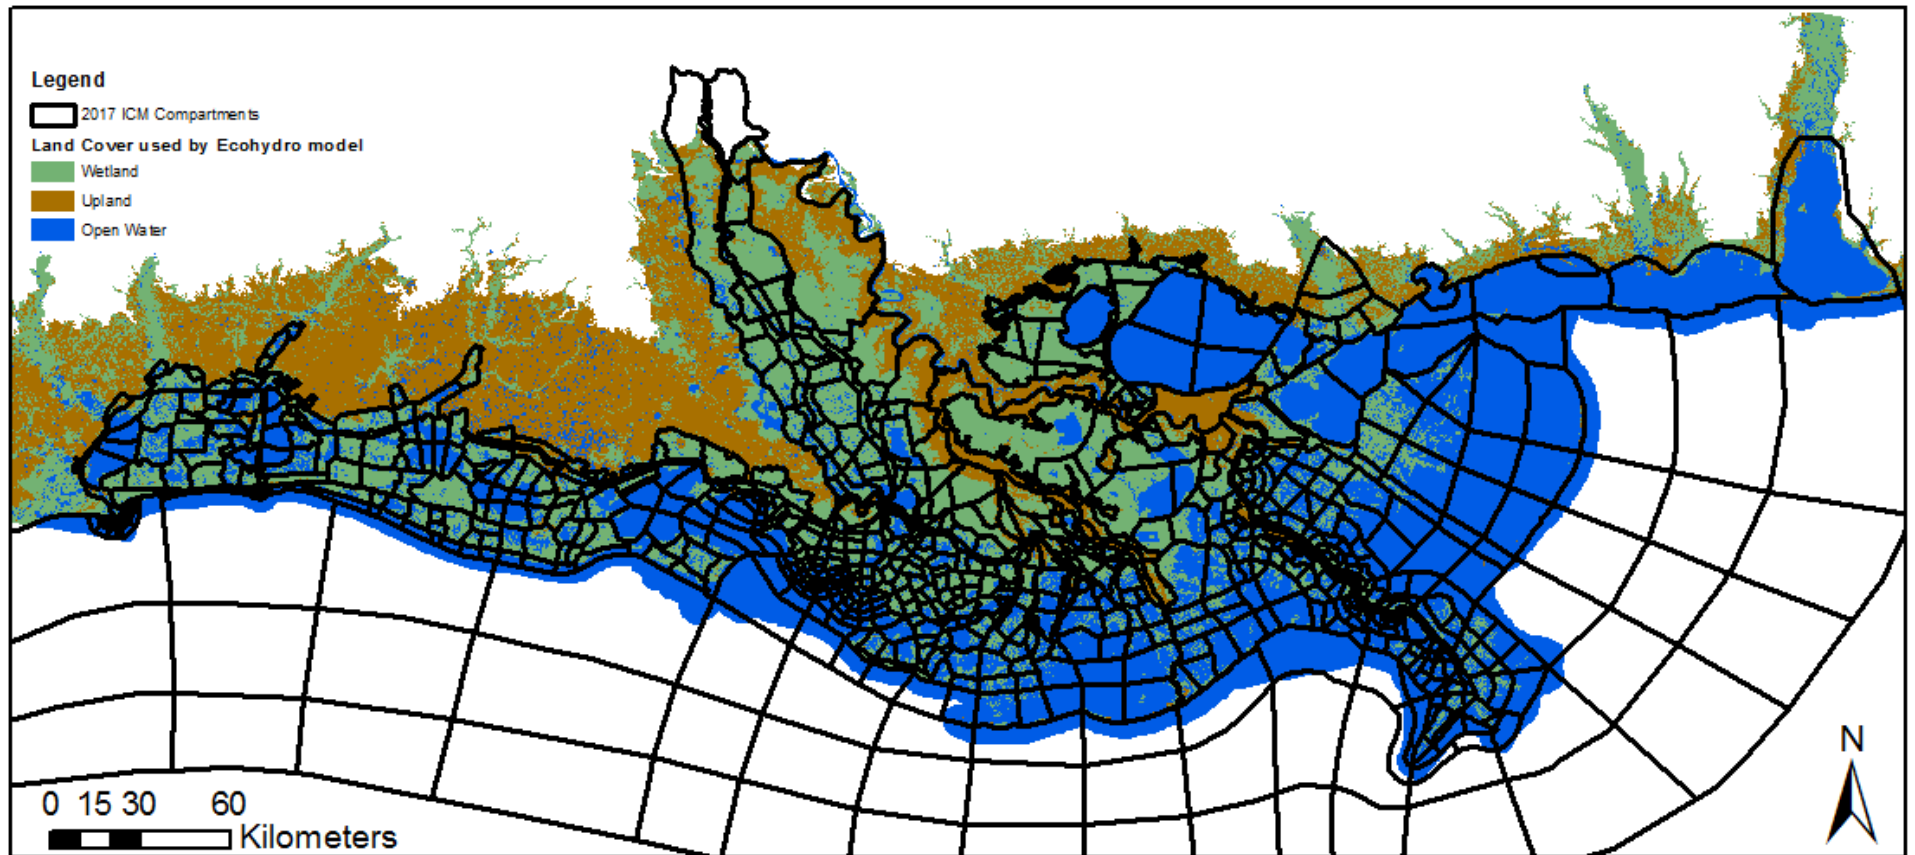 Legend
2017 ICM Compartments
Land Cover used by Ecohydro model
Wetland
Upland
Open Water
N
0 15 30 60
Kilometers